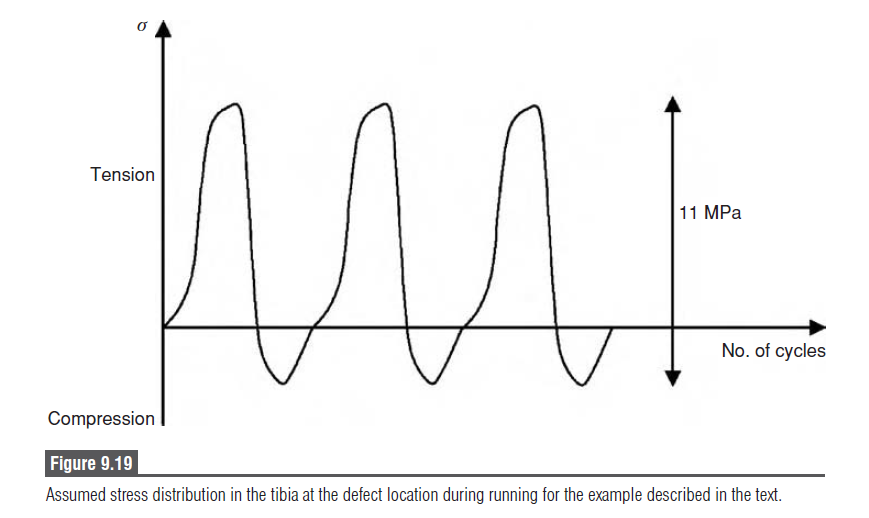 σ
Tension
11 MPa
No. of cycles
Compression
Figure 9.19
Assumed stress distribution in the tibia at the defect location during running for the example described in the text.